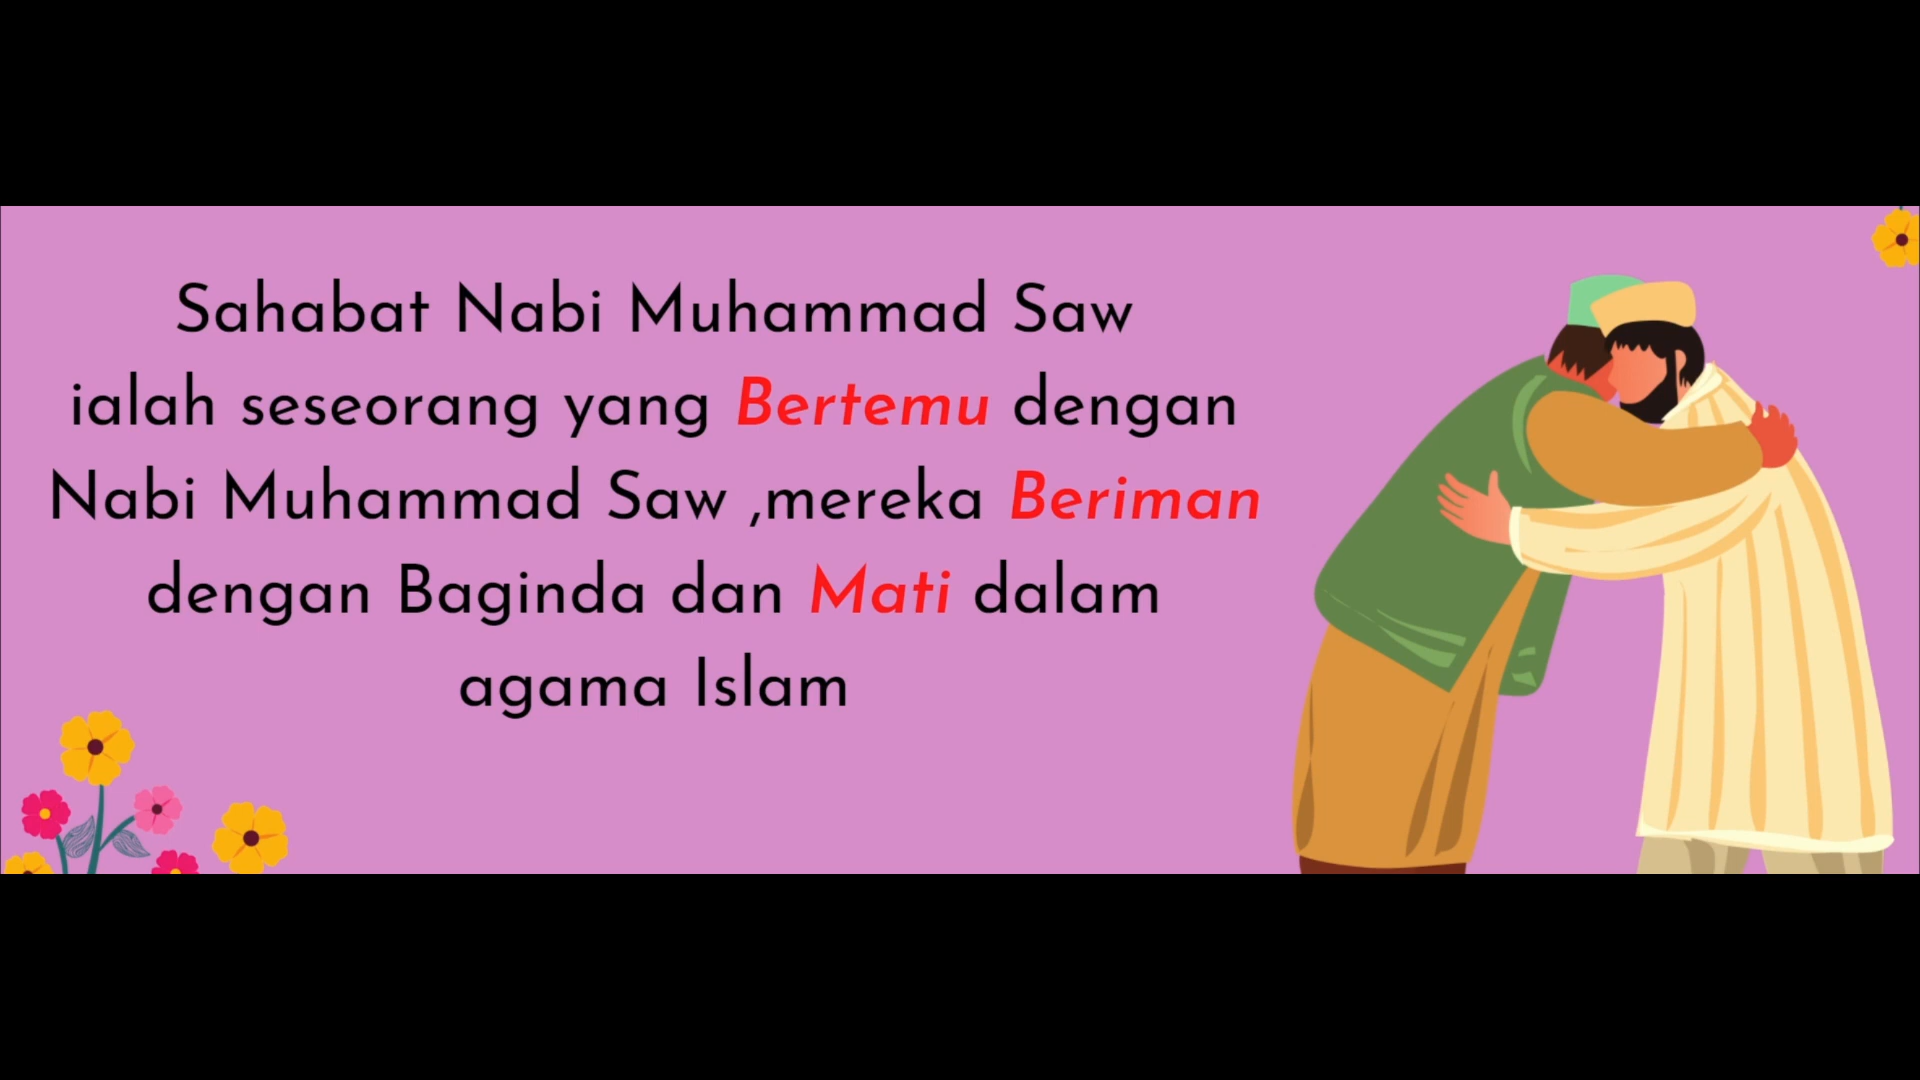 Sahabat Nabi Muhammad Saw
ialah seseorang yang Bertemu dengan
Nabi Muhammad Saw ,mereka Beriman
dengan Baginda dan Mati dalam
agama Islam